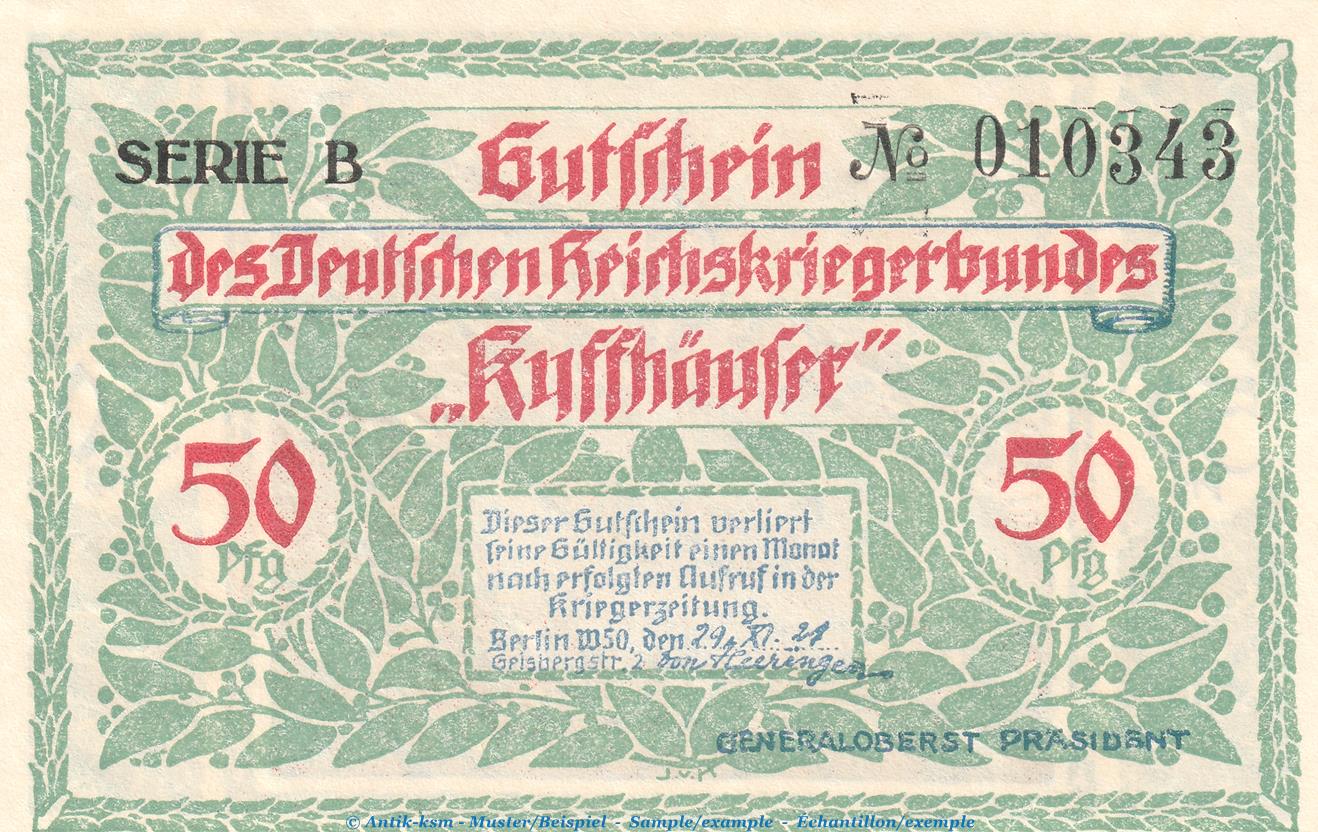 SERIE B
Gutschein
№ 010343
des Deutschen Reichskriegerbundes
„Kyffhäuser”
50
Pfg
50
Pfg
Dieser Gutschein verliert
seine Gültigkeit einen Monat
nach erfolgten Aufruf in der
Kriegerzeitung.
Berlin W50, den 29. XI. 21
Geisbergstr. 2 von Heeringen
GENERALOBERST PRÄSIDENT
J.v.K
© Antik-ksm - Muster/Beispiel - Sample/example - Échantillon/exemple